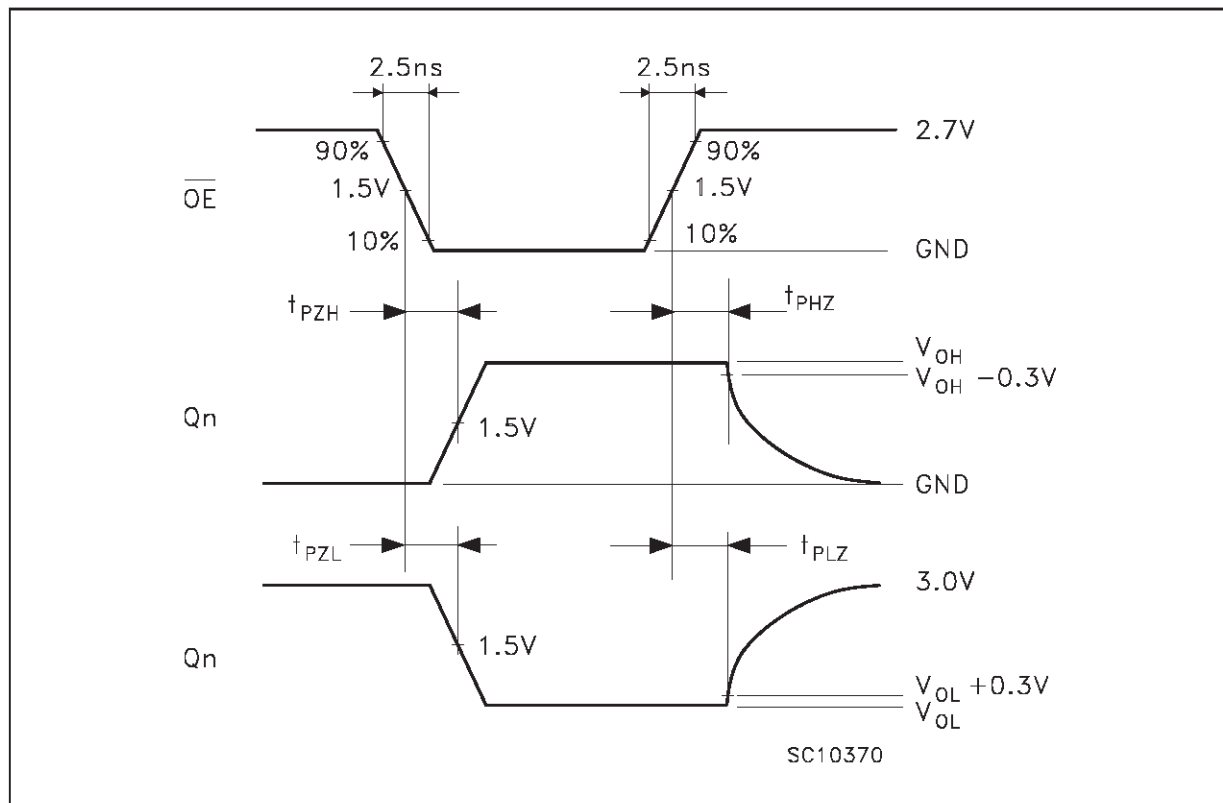 2.5ns 2.5ns
2.7V
90% 90%
OE 1.5V 1.5V
10% 10%
GND
tPZH tPHZ
VOH
VOH −0.3V
Qn 1.5V
GND
tPZL tPLZ
3.0V
Qn 1.5V
VOL +0.3V
VOL
SC10370